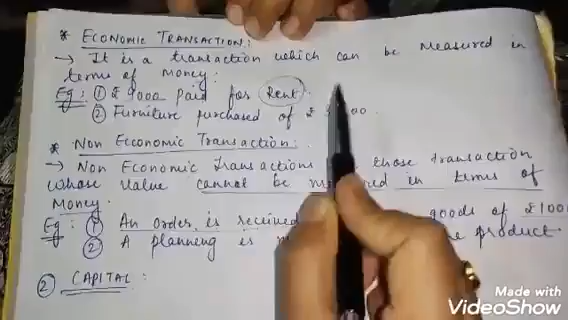 * ECONOMIC TRANSACTION:
→ It is a transaction which can be measured in
terms of Money:
Eg: ① ₹ 9000 paid for Rent.
② Furniture purchased of ₹
* NON ECONOMIC TRANSACTION:
→ Non Economic transactions those transaction
whose value cannot be in terms of
Money:
Eg: ① An order is received goods of ₹
② A planning is product.
② CAPITAL:
Made with
VideoShow